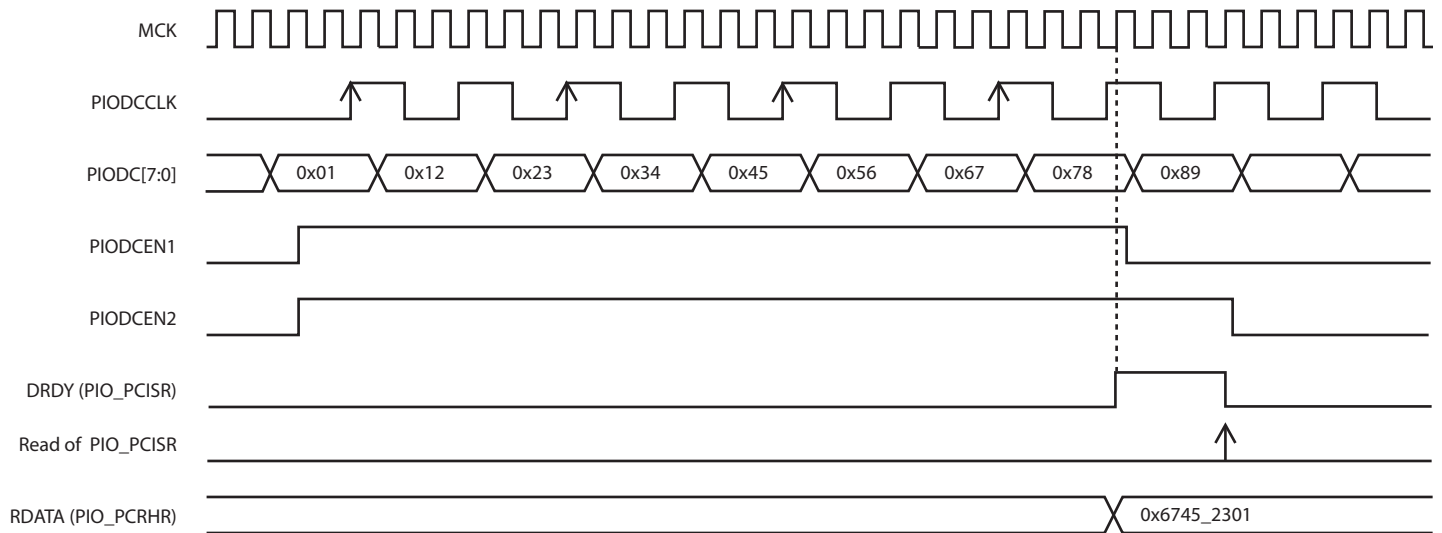 MCK
PIODCCLK
PIODC[7:0] 0x01 0x12 0x23 0x34 0x45 0x56 0x67 0x78 0x89
PIODCEN1
PIODCEN2
DRDY (PIO_PCISR)
Read of PIO_PCISR
RDATA (PIO_PCRHR) 0x6745_2301